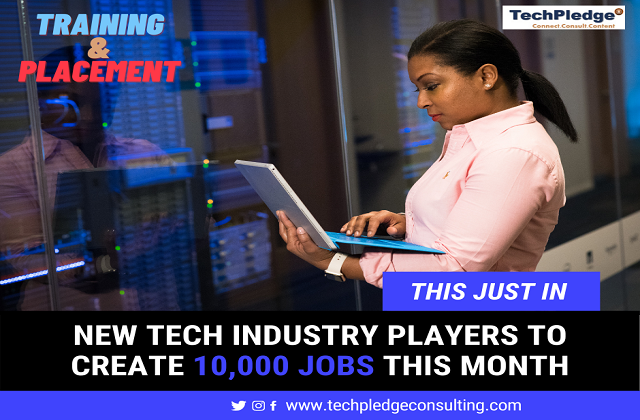 TRAINING
&
PLACEMENT
TechPledge®
Connect.Consult.Content
THIS JUST IN
NEW TECH INDUSTRY PLAYERS TO
CREATE 10,000 JOBS THIS MONTH
www.techpledgeconsulting.com